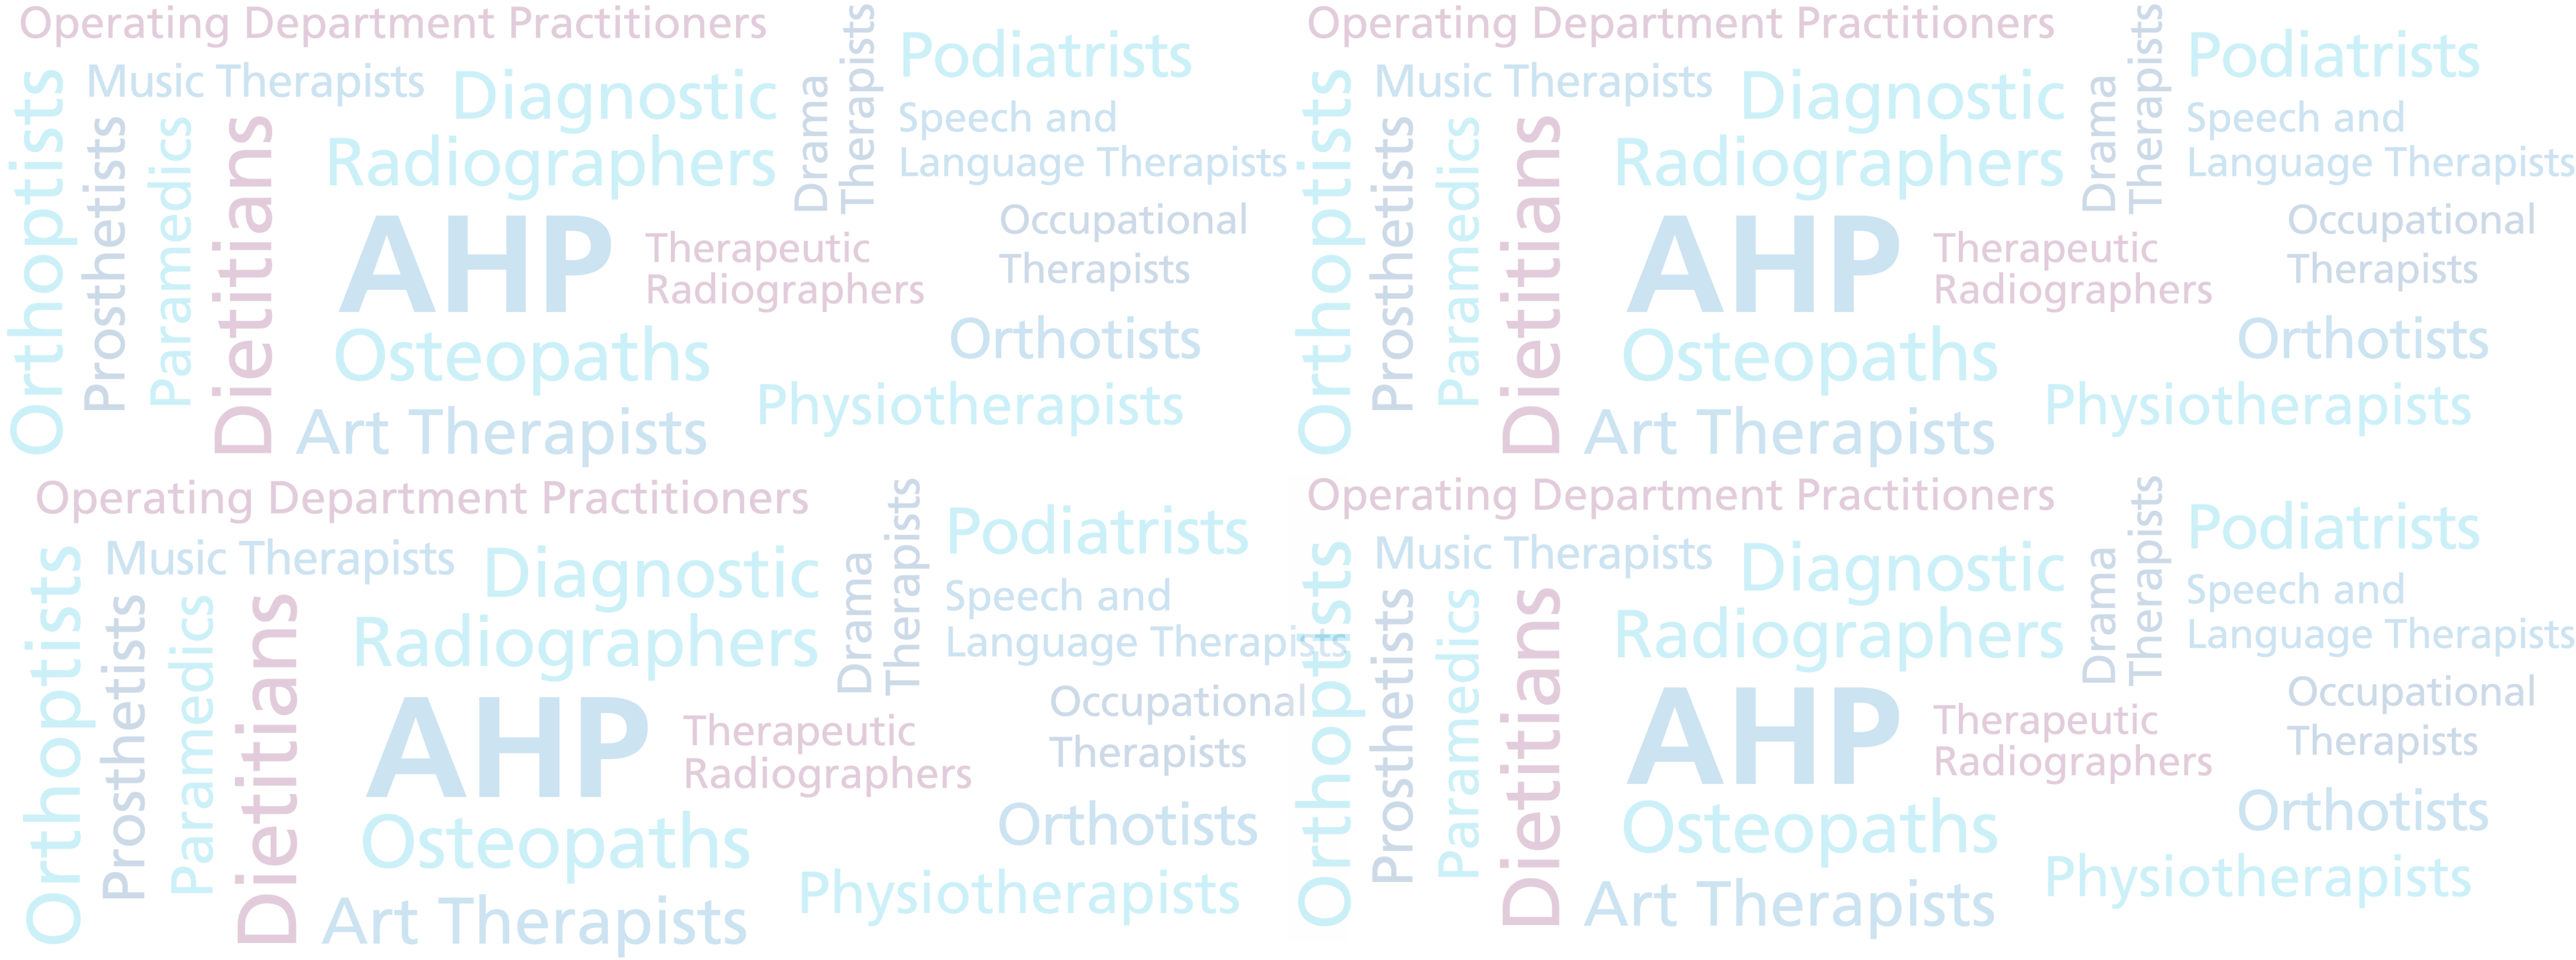 Operating Department Practitioners
Music Therapists
Orthoptists
Prosthetists
Paramedics
Dietitians
Diagnostic
Radiographers
Drama
Therapists
Podiatrists
Speech and
Language Therapists
AHP
Therapeutic
Radiographers
Occupational
Therapists
Osteopaths
Orthotists
Art Therapists
Physiotherapists
Operating Department Practitioners
Music Therapists
Orthoptists
Prosthetists
Paramedics
Dietitians
Diagnostic
Radiographers
Drama
Therapists
Podiatrists
Speech and
Language Therapists
AHP
Therapeutic
Radiographers
Occupational
Therapists
Osteopaths
Orthotists
Art Therapists
Physiotherapists
Operating Department Practitioners
Music Therapists
Orthoptists
Prosthetists
Paramedics
Dietitians
Diagnostic
Radiographers
Drama
Therapists
Podiatrists
Speech and
Language Therapists
AHP
Therapeutic
Radiographers
Occupational
Therapists
Osteopaths
Orthotists
Art Therapists
Physiotherapists
Operating Department Practitioners
Music Therapists
Orthoptists
Prosthetists
Paramedics
Dietitians
Diagnostic
Radiographers
Drama
Therapists
Podiatrists
Speech and
Language Therapists
AHP
Therapeutic
Radiographers
Occupational
Therapists
Osteopaths
Orthotists
Art Therapists
Physiotherapists